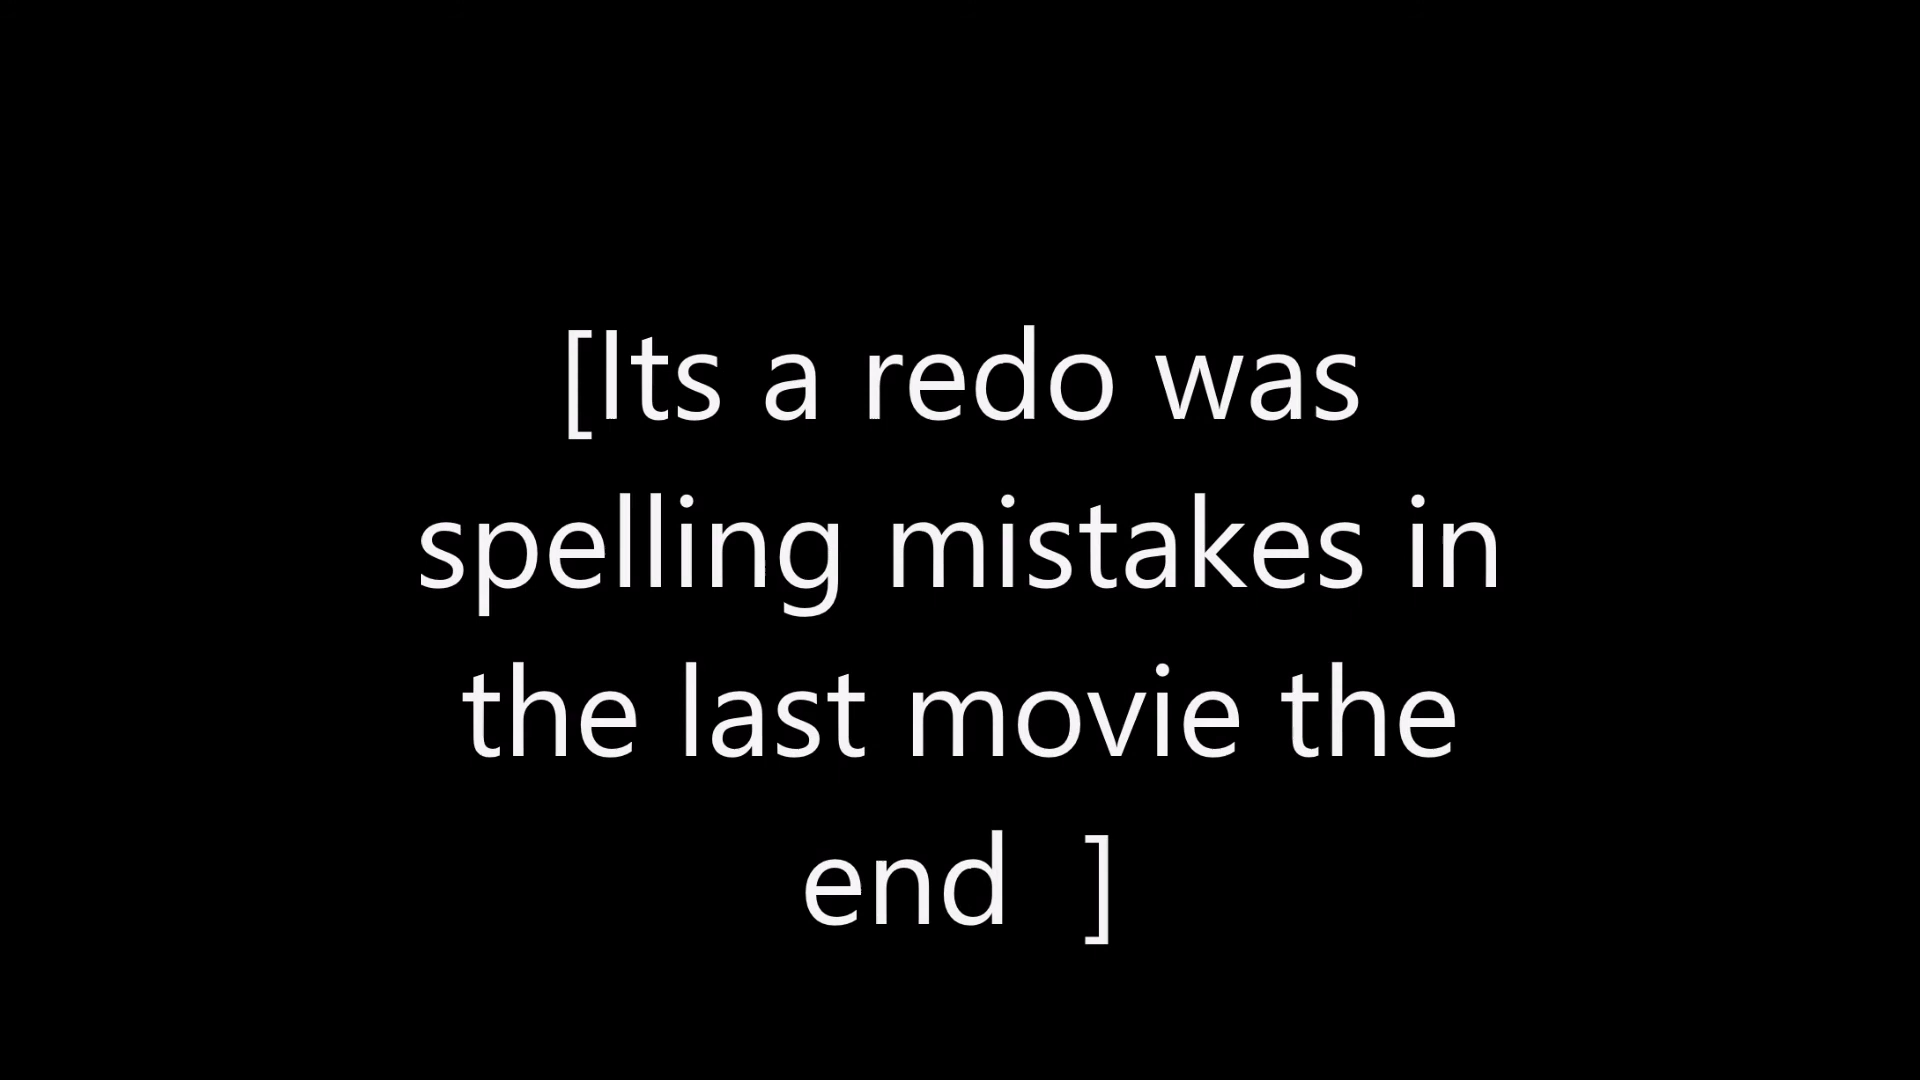 [Its a redo was
spelling mistakes in
the last movie the
end  ]